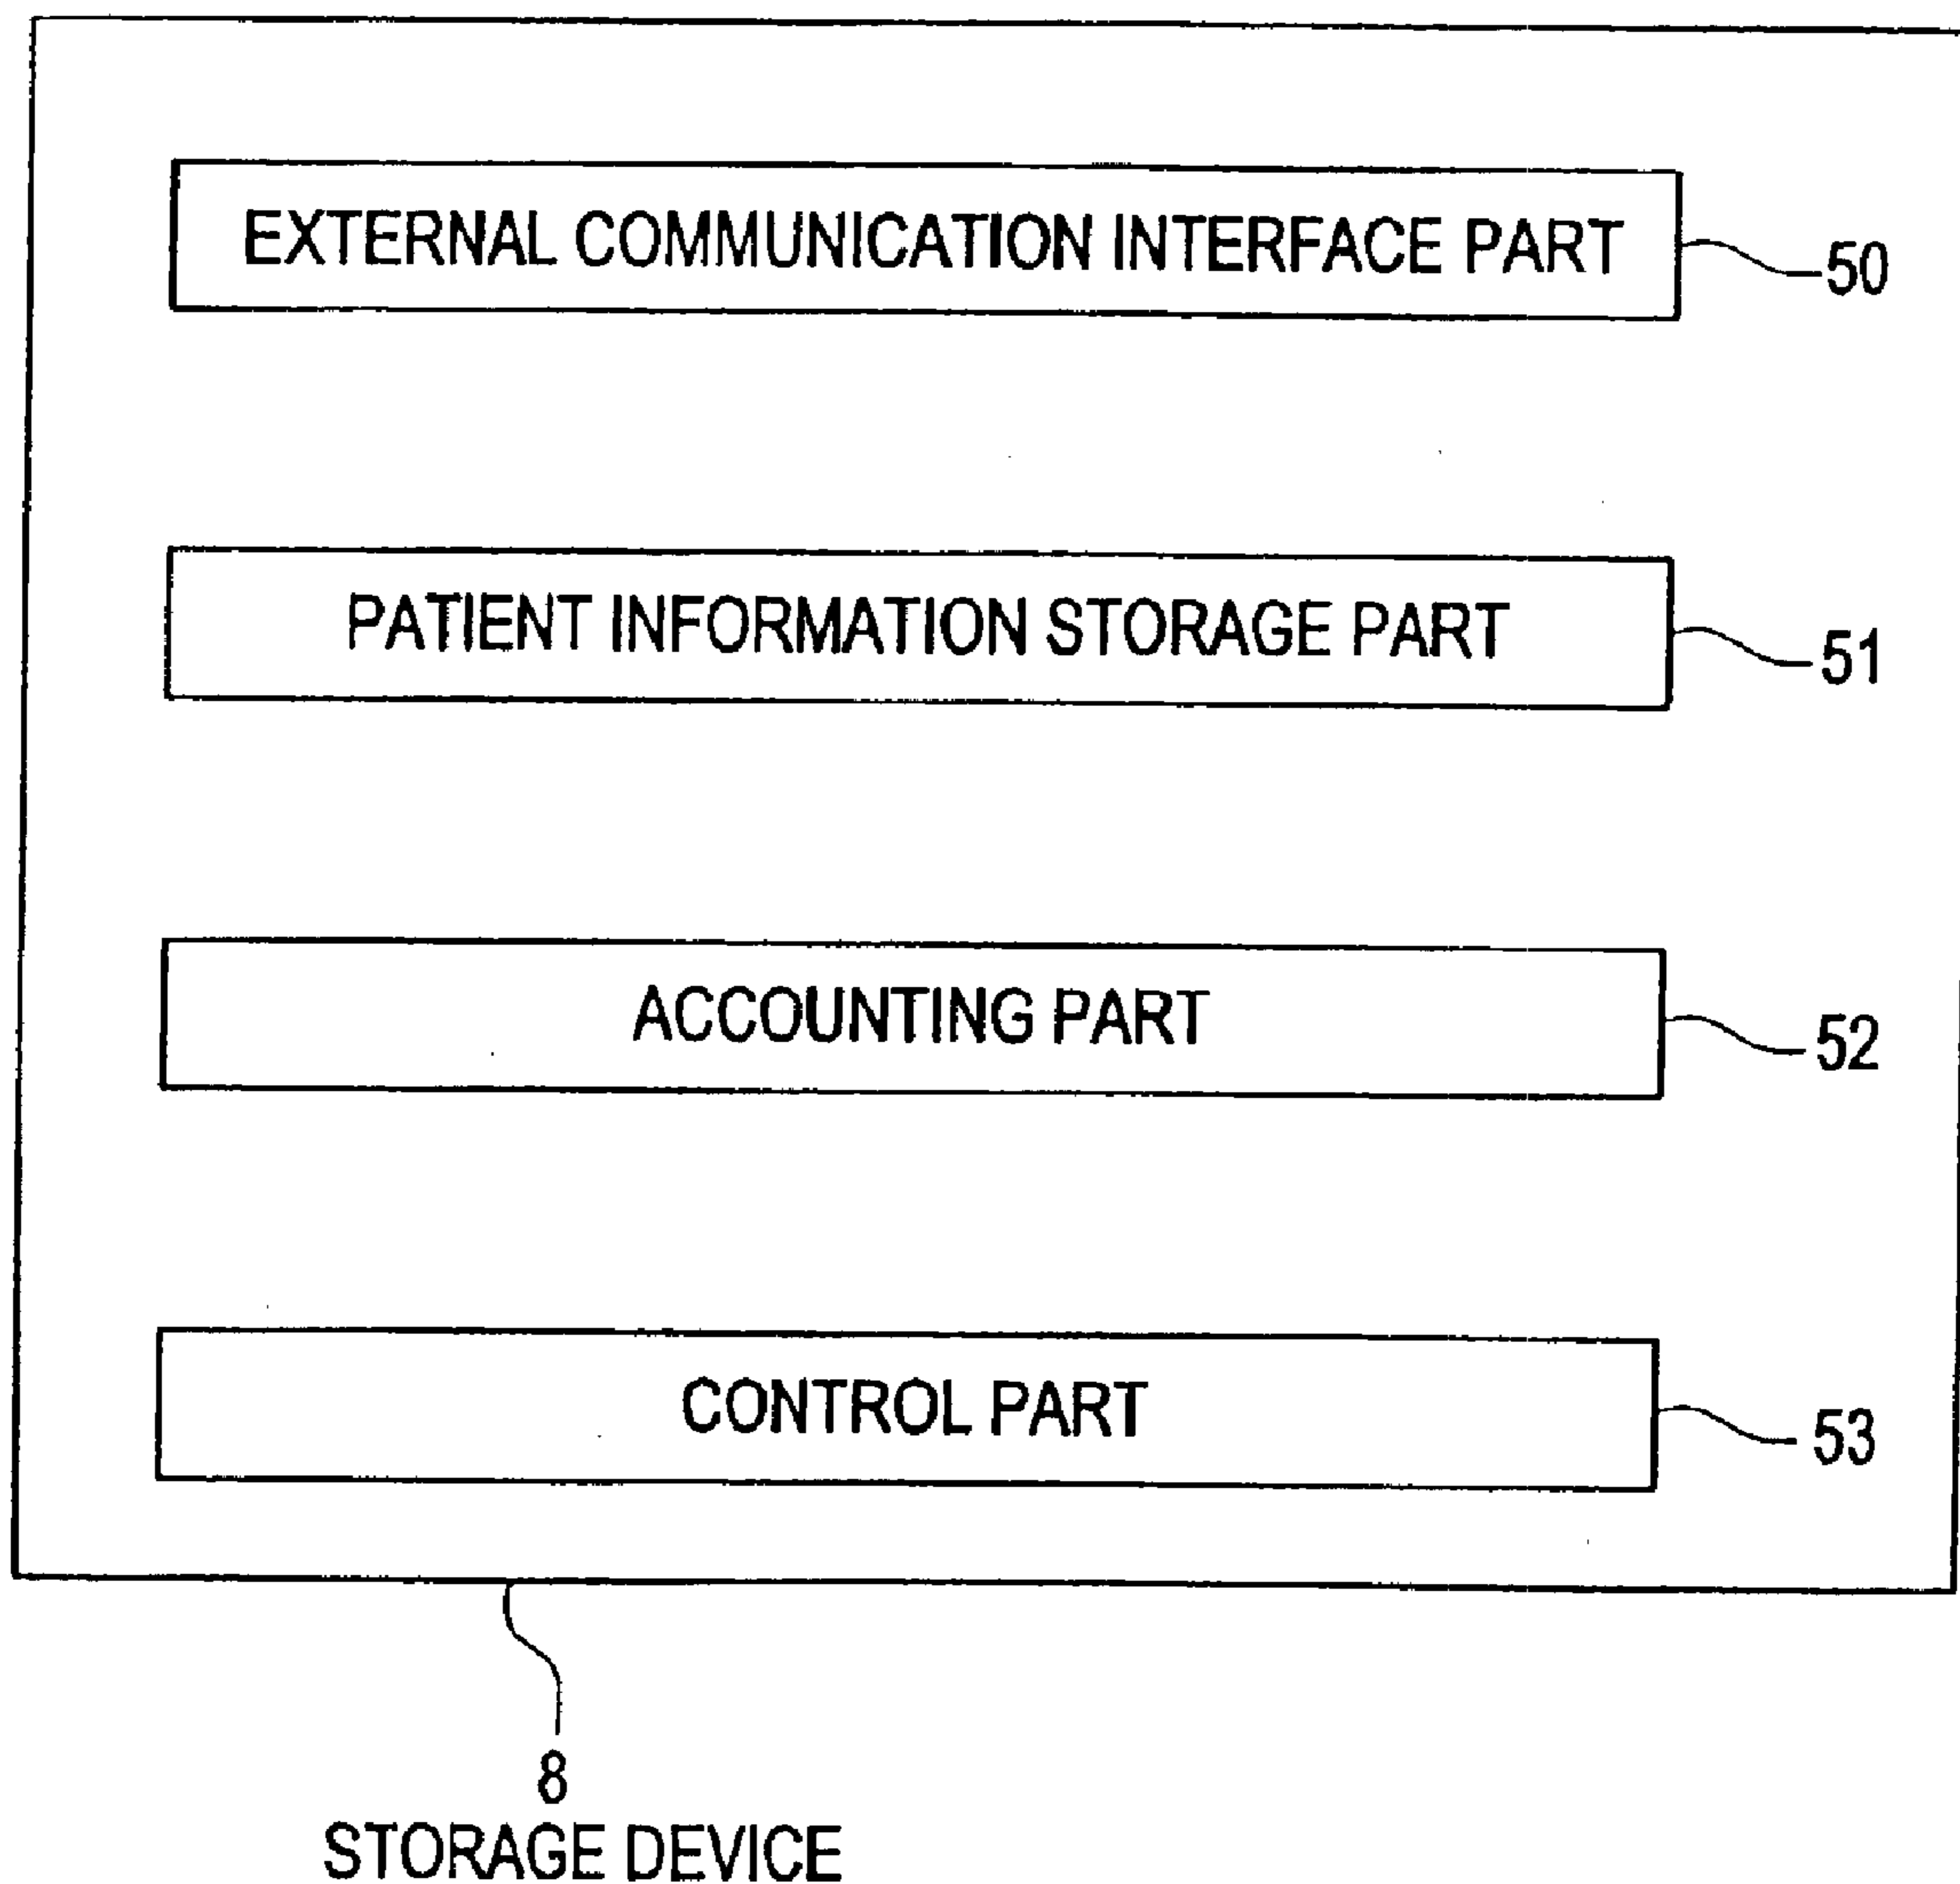 EXTERNAL COMMUNICATION INTERFACE PART
50
PATIENT INFORMATION STORAGE PART
51
ACCOUNTING PART
52
CONTROL PART
53
8
STORAGE DEVICE